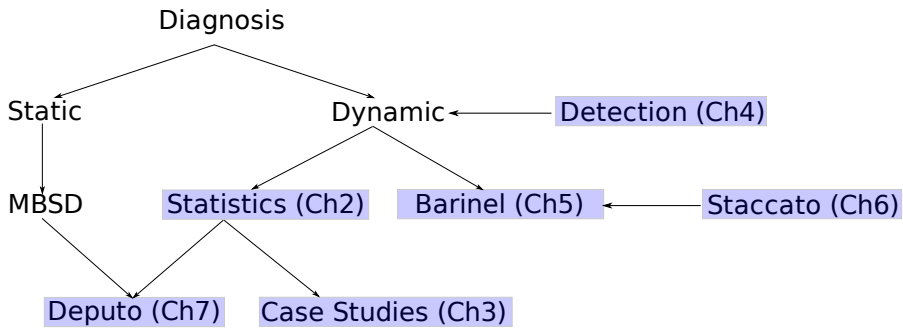 Diagnosis
Static
Dynamic
Detection (Ch4)
MBSD
Statistics (Ch2)
Barinel (Ch5)
Staccato (Ch6)
Deputo (Ch7)
Case Studies (Ch3)